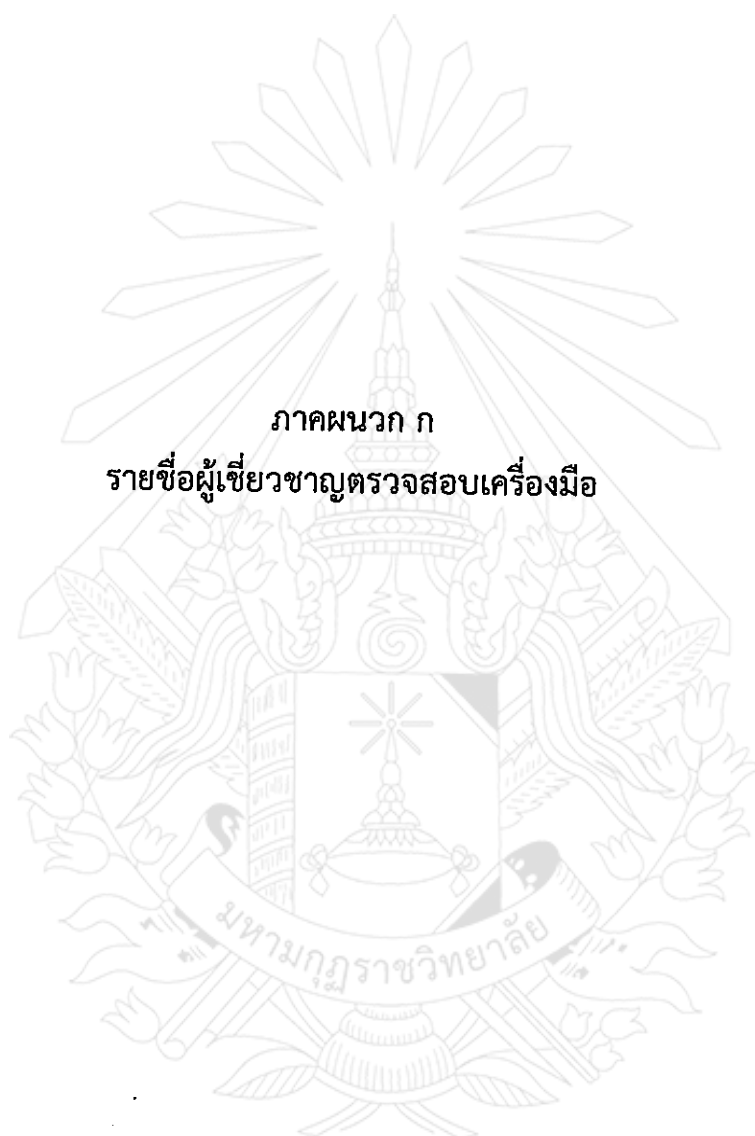 ภาคผนวก ก
รายชื่อผู้เชี่ยวชาญตรวจสอบเครื่องมือ
มหามกุฏราชวิทยาลัย